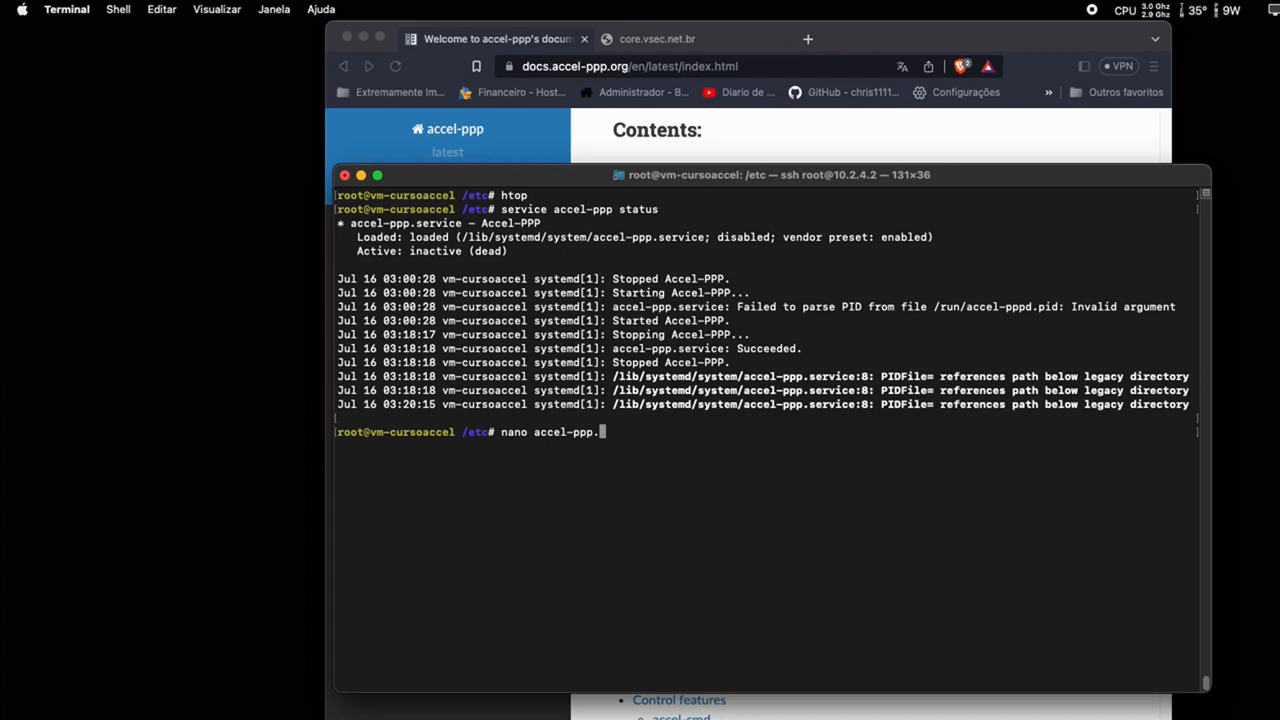 Terminal Shell Editar Visualizar Janela Ajuda CPU 3.0 Ghz 2.9 Ghz 35° 9W
Welcome to accel-ppp's docum core.vsec.net.br
docs.accel-ppp.org/en/latest/index.html 2 VPN
Extremamente Im... Financeiro - Host... Administrador - B... Diario de ... GitHub - chris1111... Configurações » Outros favoritos
accel-ppp
latest
Contents:
root@vm-cursoaccel: /etc — ssh root@10.2.4.2 — 131×36
[root@vm-cursoaccel /etc# htop
[root@vm-cursoaccel /etc# service accel-ppp status
* accel-ppp.service - Accel-PPP
Loaded: loaded (/lib/systemd/system/accel-ppp.service; disabled; vendor preset: enabled)
Active: inactive (dead)
Jul 16 03:00:28 vm-cursoaccel systemd[1]: Stopped Accel-PPP.
Jul 16 03:00:28 vm-cursoaccel systemd[1]: Starting Accel-PPP...
Jul 16 03:00:28 vm-cursoaccel systemd[1]: accel-ppp.service: Failed to parse PID from file /run/accel-pppd.pid: Invalid argument
Jul 16 03:00:28 vm-cursoaccel systemd[1]: Started Accel-PPP.
Jul 16 03:18:17 vm-cursoaccel systemd[1]: Stopping Accel-PPP...
Jul 16 03:18:18 vm-cursoaccel systemd[1]: accel-ppp.service: Succeeded.
Jul 16 03:18:18 vm-cursoaccel systemd[1]: Stopped Accel-PPP.
Jul 16 03:18:18 vm-cursoaccel systemd[1]: /lib/systemd/system/accel-ppp.service:8: PIDFile= references path below legacy directory
Jul 16 03:18:18 vm-cursoaccel systemd[1]: /lib/systemd/system/accel-ppp.service:8: PIDFile= references path below legacy directory
Jul 16 03:20:15 vm-cursoaccel systemd[1]: /lib/systemd/system/accel-ppp.service:8: PIDFile= references path below legacy directory
[root@vm-cursoaccel /etc# nano accel-ppp.
Control features
accel-cmd